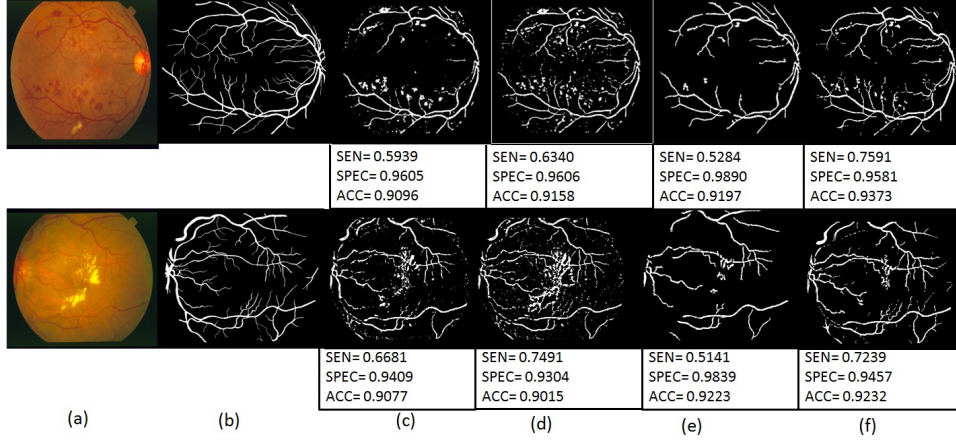 SEN= 0.5939
SPEC= 0.9605
ACC= 0.9096
SEN= 0.6340
SPEC= 0.9606
ACC= 0.9158
SEN= 0.5284
SPEC= 0.9890
ACC= 0.9197
SEN= 0.7591
SPEC= 0.9581
ACC= 0.9373
SEN= 0.6681
SPEC= 0.9409
ACC= 0.9077
SEN= 0.7491
SPEC= 0.9304
ACC= 0.9015
SEN= 0.5141
SPEC= 0.9839
ACC= 0.9223
SEN= 0.7239
SPEC= 0.9457
ACC= 0.9232
(a)
(b)
(c)
(d)
(e)
(f)